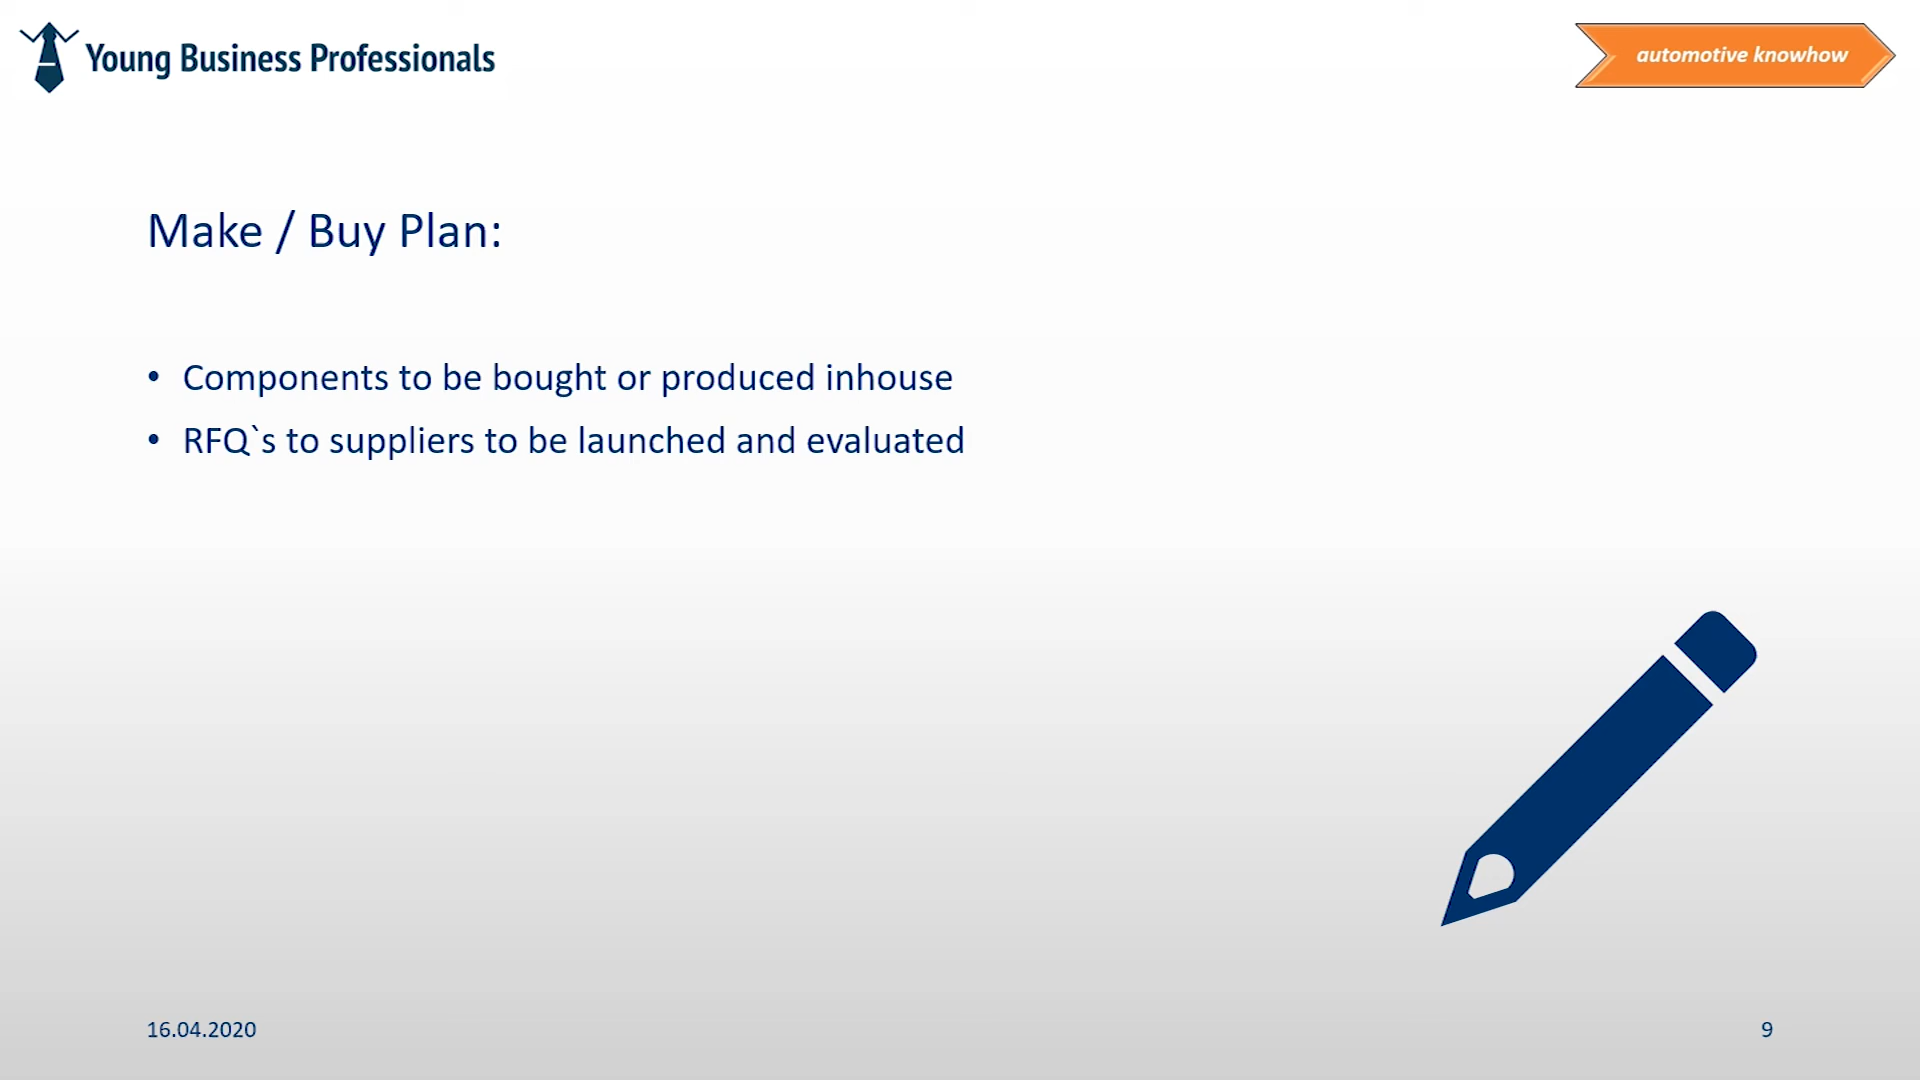 Young Business Professionals
automotive knowhow
Make / Buy Plan:
• Components to be bought or produced inhouse
• RFQ`s to suppliers to be launched and evaluated
16.04.2020
9